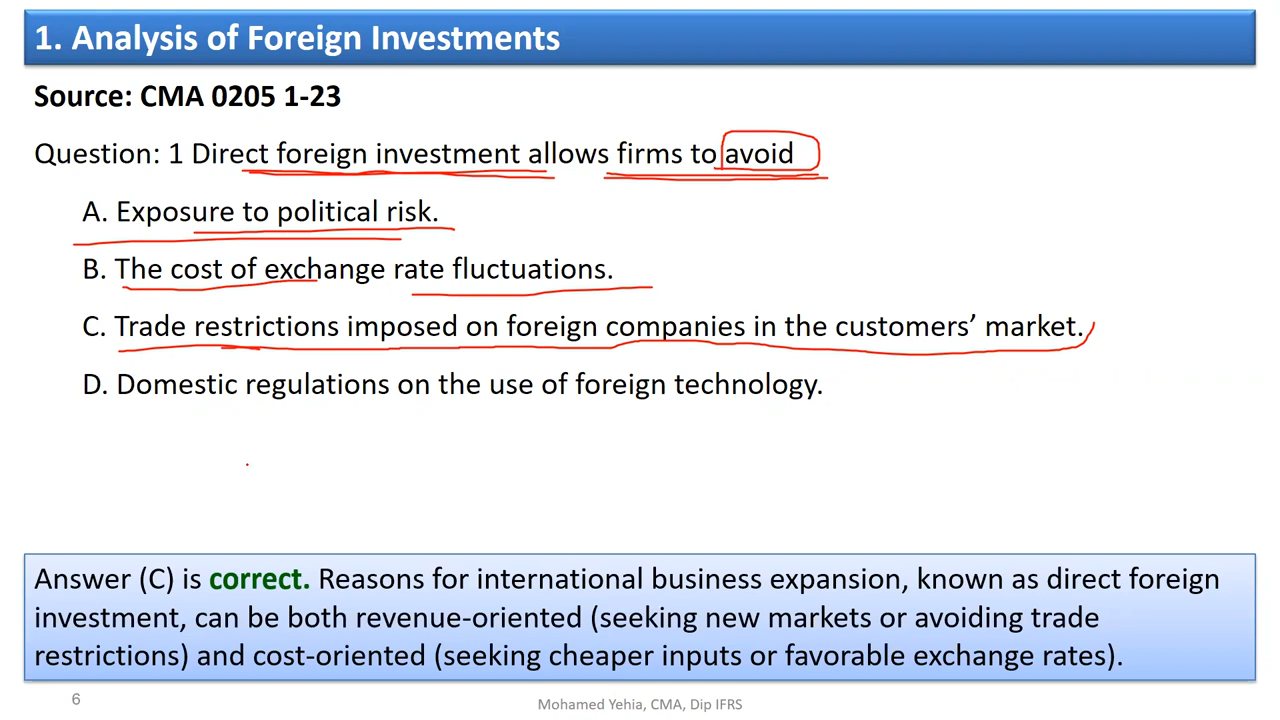 1. Analysis of Foreign Investments
Source: CMA 0205 1-23
Question: 1 Direct foreign investment allows firms to avoid
A. Exposure to political risk.
B. The cost of exchange rate fluctuations.
C. Trade restrictions imposed on foreign companies in the customers’ market.
D. Domestic regulations on the use of foreign technology.
Answer (C) is correct. Reasons for international business expansion, known as direct foreign
investment, can be both revenue-oriented (seeking new markets or avoiding trade
restrictions) and cost-oriented (seeking cheaper inputs or favorable exchange rates).
6
Mohamed Yehia, CMA, Dip IFRS